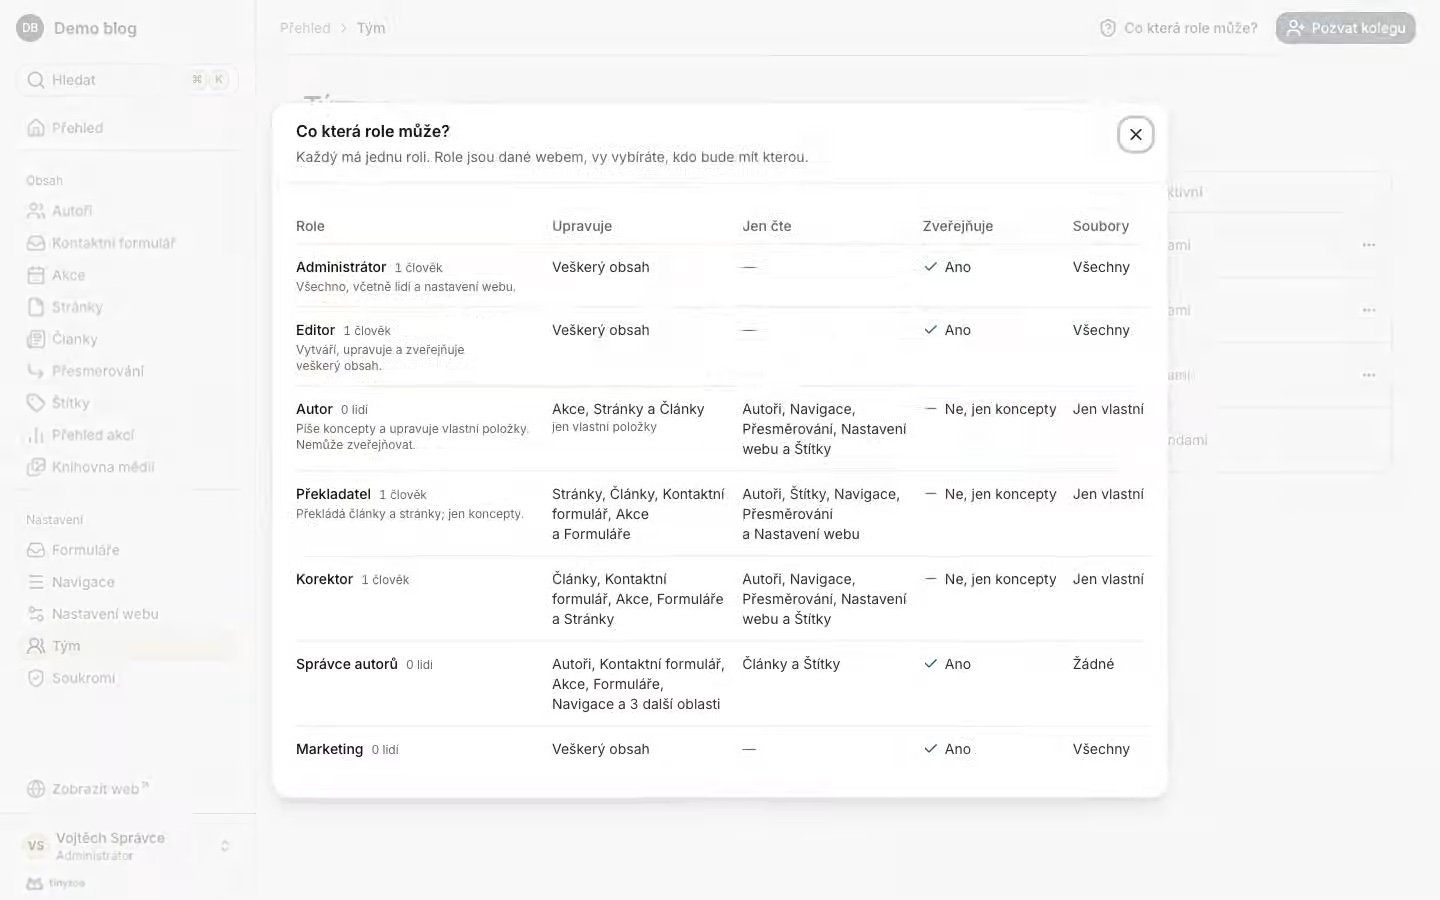 DB Demo blog
Hledat ⌘ K
Přehled
Obsah
Autoři
Kontaktní formulář
Akce
Stránky
Články
Přesměrování
Štítky
Přehled akcí
Knihovna médií
Nastavení
Formuláře
Navigace
Nastavení webu
Tým
Soukromí
Zobrazit web
VS Vojtěch Správce
Administrátor
tinyzoo
Přehled > Tým
Co která role může?
Pozvat kolegu
Co která role může?
Každý má jednu roli. Role jsou dané webem, vy vybíráte, kdo bude mít kterou.
Role Upravuje Jen čte Zveřejňuje Soubory
Administrátor 1 člověk
Všechno, včetně lidí a nastavení webu.
Veškerý obsah
—
Ano
Všechny
Editor 1 člověk
Vytváří, upravuje a zveřejňuje
veškerý obsah.
Veškerý obsah
—
Ano
Všechny
Autor 0 lidí
Píše koncepty a upravuje vlastní položky.
Nemůže zveřejňovat.
Akce, Stránky a Články
jen vlastní položky
Autoři, Navigace,
Přesměrování, Nastavení
webu a Štítky
— Ne, jen koncepty
Jen vlastní
Překladatel 1 člověk
Překládá články a stránky; jen koncepty.
Stránky, Články, Kontaktní
formulář, Akce
a Formuláře
Autoři, Štítky, Navigace,
Přesměrování
a Nastavení webu
— Ne, jen koncepty
Jen vlastní
Korektor 1 člověk
Články, Kontaktní
formulář, Akce, Formuláře
a Stránky
Autoři, Navigace,
Přesměrování, Nastavení
webu a Štítky
— Ne, jen koncepty
Jen vlastní
Správce autorů 0 lidí
Autoři, Kontaktní formulář,
Akce, Formuláře,
Navigace a 3 další oblasti
Články a Štítky
Ano
Žádné
Marketing 0 lidí
Veškerý obsah
—
Ano
Všechny